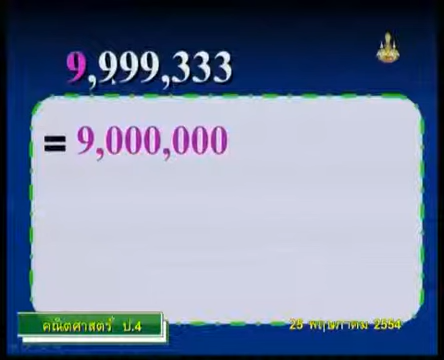 9,999,333
= 9,000,000
คณิตศาสตร์ ป.4
25 พฤษภาคม 2554